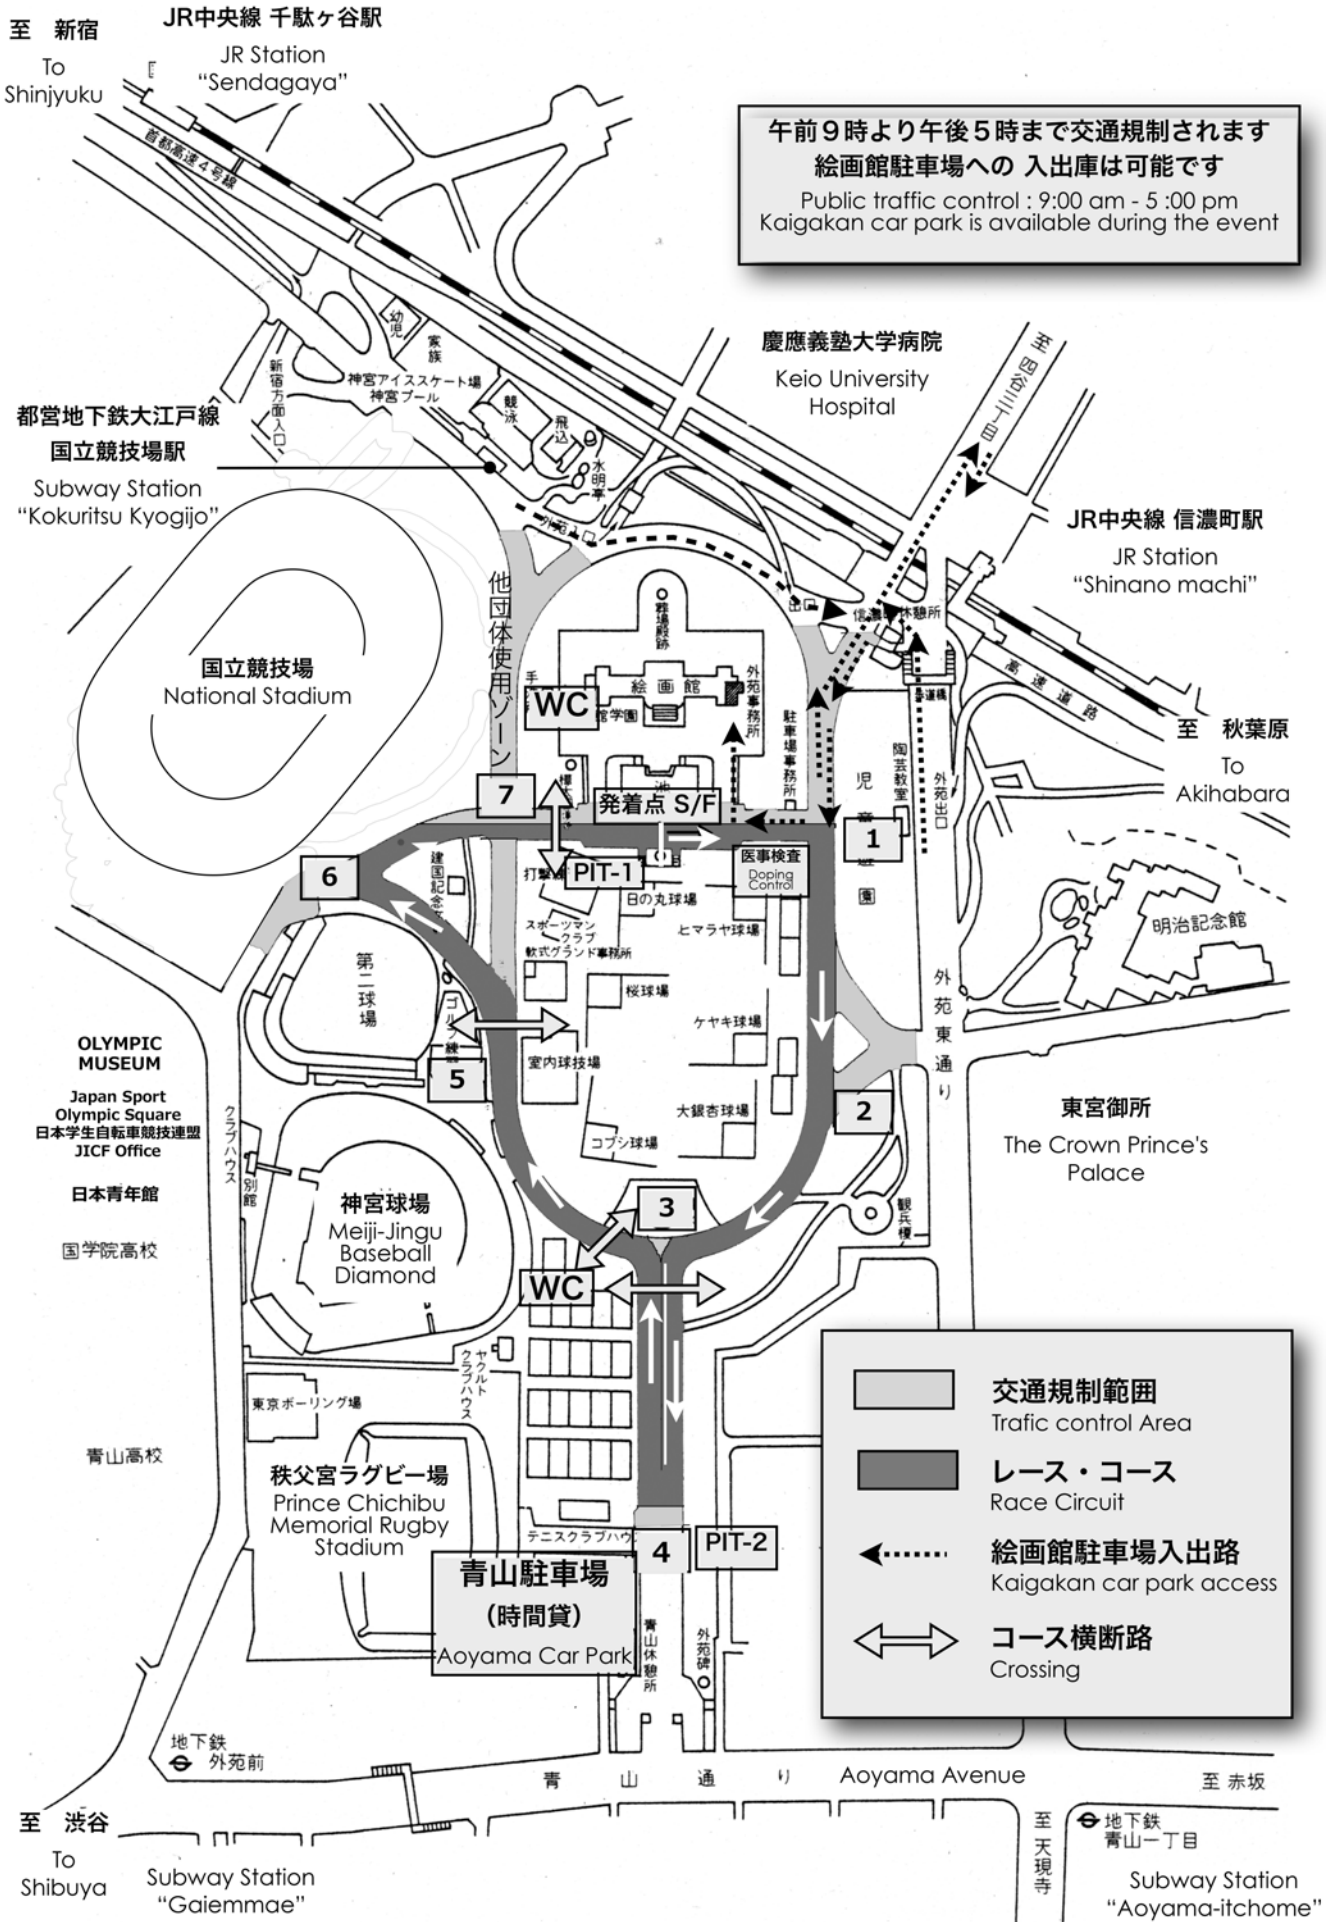 至 新宿
To
Shinjyuku
JR中央線 千駄ヶ谷駅
JR Station
“Sendagaya”
首都高速4号線
午前9時より午後5時まで交通規制されます
絵画館駐車場への 入出庫は可能です
Public traffic control : 9:00 am - 5 :00 pm
Kaigakan car park is available during the event
慶應義塾大学病院
Keio University
Hospital
至 四谷三丁目
幼児
家族
新宿方面入口
神宮アイススケート場
神宮プール
競泳
飛込
水明亭
都営地下鉄大江戸線
国立競技場駅
Subway Station
“Kokuritsu Kyogijo”
外苑入口
JR中央線 信濃町駅
JR Station
“Shinano machi”
出口
信濃町休憩所
歩道橋
高速道路
至 秋葉原
To
Akihabara
国立競技場
National Stadium
他団体使用ゾーン
葬場殿跡
絵画館
外苑事務所
WC
館学園
駐車場事務所
池
陶芸教室
外苑出口
7
発着点 S/F
1
6
建国記念文
打撃
PIT-1
医事検査
Doping
Control
日の丸球場
スポーツマン
クラブ
軟式グランド事務所
ヒマラヤ球場
明治記念館
第二球場
桜球場
ケヤキ球場
外苑東通り
OLYMPIC
MUSEUM
Japan Sport
Olympic Square
日本学生自転車競技連盟
JICF Office
日本青年館
国学院高校
クラブハウス
別館
5
室内球技場
大銀杏球場
コブシ球場
2
東宮御所
The Crown Prince's
Palace
神宮球場
Meiji-Jingu
Baseball
Diamond
3
観兵榎
WC
ヤクルト
クラブハウス
東京ボーリング場
青山高校
秩父宮ラグビー場
Prince Chichibu
Memorial Rugby
Stadium
テニスクラブハウ
4
PIT-2
青山駐車場
(時間貸)
Aoyama Car Park
青山休憩所
外苑碑
交通規制範囲
Trafic control Area
レース・コース
Race Circuit
絵画館駐車場入出路
Kaigakan car park access
コース横断路
Crossing
地下鉄
外苑前
青山通り
Aoyama Avenue
至 赤坂
至 渋谷
To
Shibuya
Subway Station
“Gaiemmae”
至 天現寺
地下鉄
青山一丁目
Subway Station
“Aoyama-itchome”